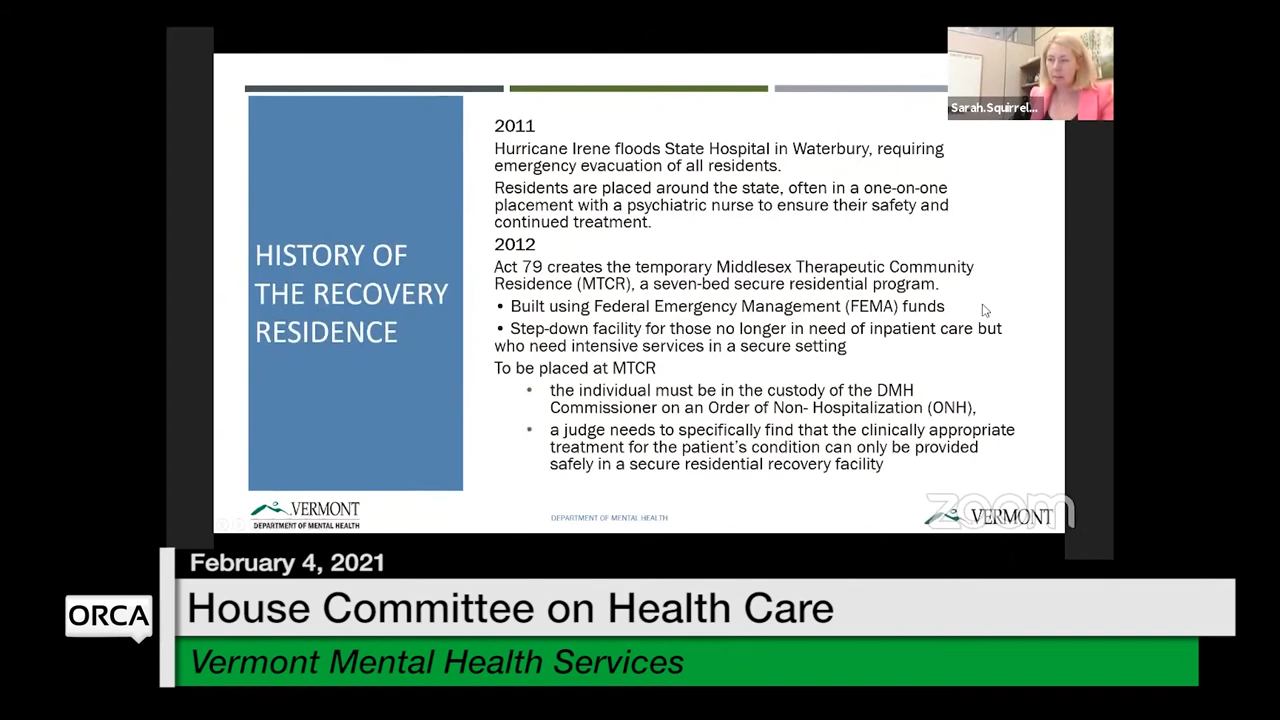 Sarah.Squirrel...
2011
Hurricane Irene floods State Hospital in Waterbury, requiring
emergency evacuation of all residents.
Residents are placed around the state, often in a one-on-one
placement with a psychiatric nurse to ensure their safety and
continued treatment.
2012
Act 79 creates the temporary Middlesex Therapeutic Community
Residence (MTCR), a seven-bed secure residential program.
• Built using Federal Emergency Management (FEMA) funds
• Step-down facility for those no longer in need of inpatient care but
who need intensive services in a secure setting
To be placed at MTCR
• the individual must be in the custody of the DMH
Commissioner on an Order of Non- Hospitalization (ONH),
• a judge needs to specifically find that the clinically appropriate
treatment for the patient's condition can only be provided
safely in a secure residential recovery facility
HISTORY OF
THE RECOVERY
RESIDENCE
VERMONT
DEPARTMENT OF MENTAL HEALTH
DEPARTMENT OF MENTAL HEALTH
VERMONT
zoom
February 4, 2021
ORCA
House Committee on Health Care
Vermont Mental Health Services